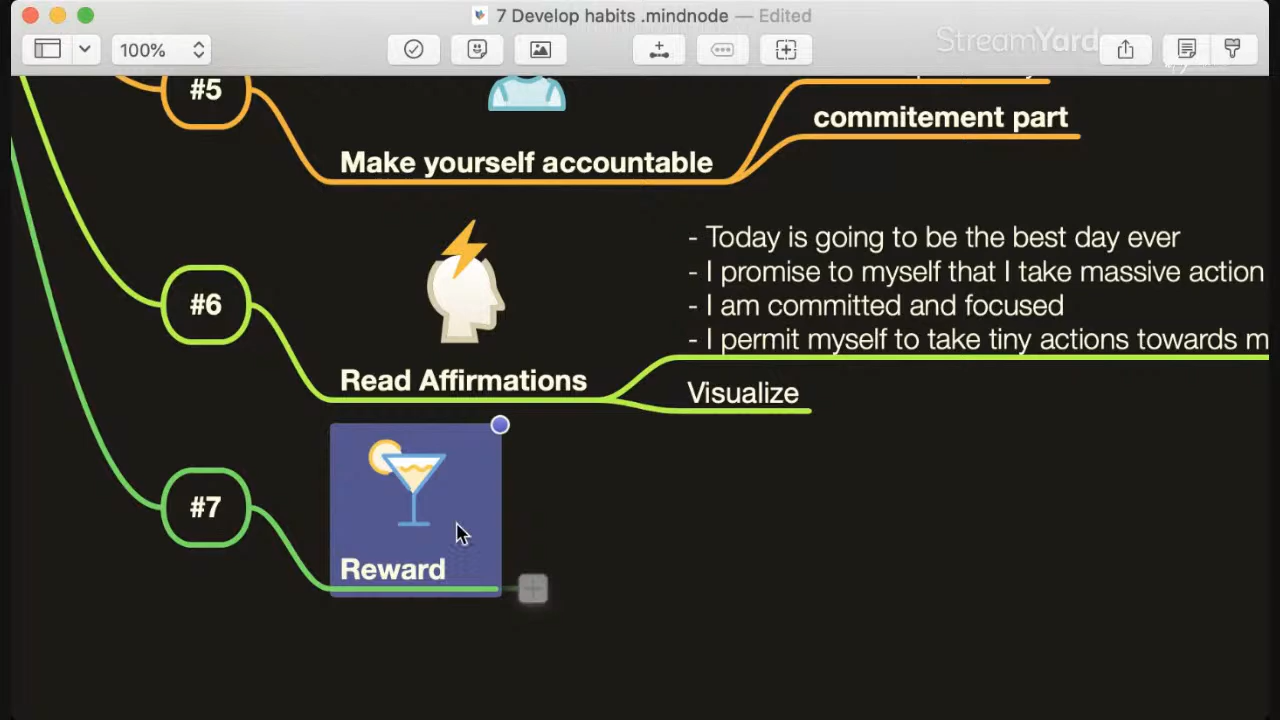 7 Develop habits .mindnode — Edited
100%
StreamYard
#5
commitement part
Make yourself accountable
- Today is going to be the best day ever
- I promise to myself that I take massive action
#6
- I am committed and focused
- I permit myself to take tiny actions towards
Read Affirmations
Visualize
#7
Reward